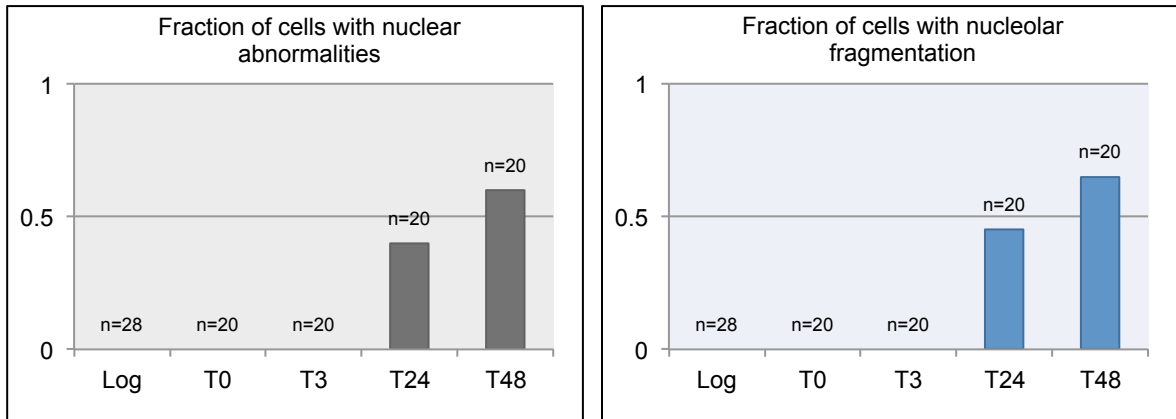 Fraction of cells with nuclear
abnormalities
1
0.5
0
n=28
n=20
n=20
n=20
n=20
Log
T0
T3
T24
T48
Fraction of cells with nucleolar
fragmentation
1
0.5
0
n=28
n=20
n=20
n=20
n=20
Log
T0
T3
T24
T48